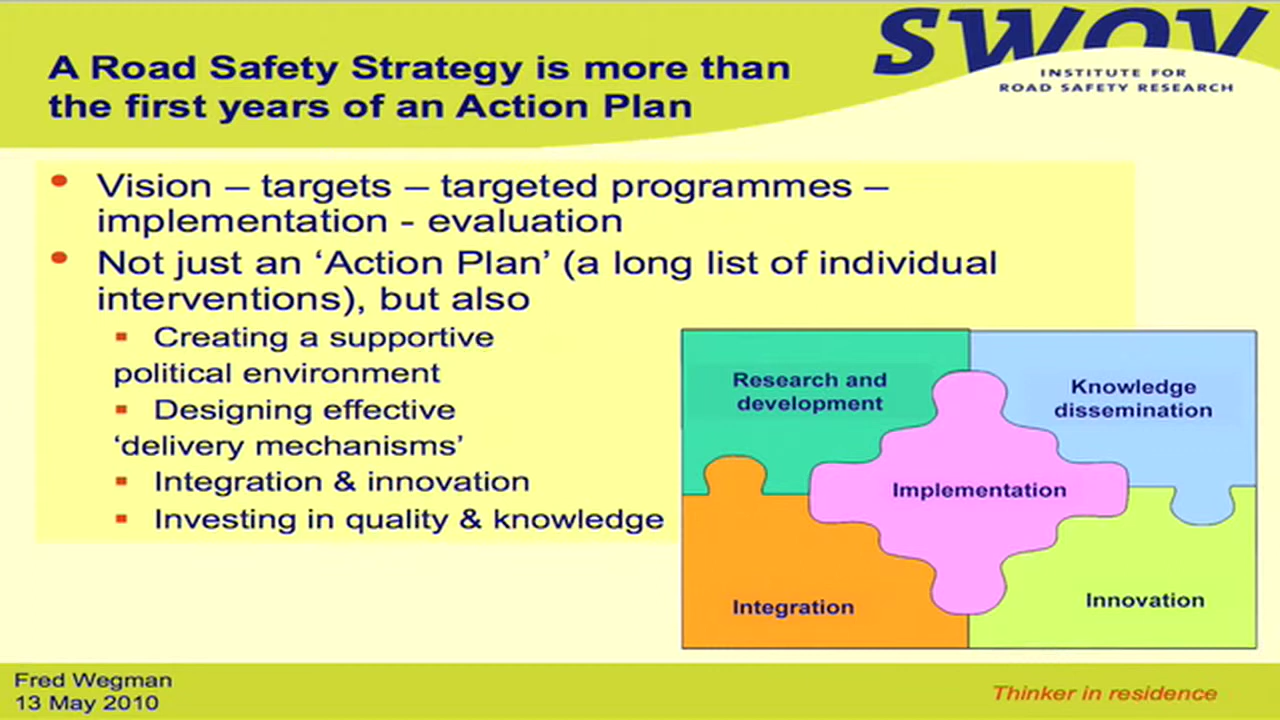 SWOV
INSTITUTE FOR
ROAD SAFETY RESEARCH
A Road Safety Strategy is more than
the first years of an Action Plan
• Vision – targets – targeted programmes –
implementation - evaluation
• Not just an ‘Action Plan’ (a long list of individual
interventions), but also
▪ Creating a supportive
political environment
▪ Designing effective
‘delivery mechanisms’
▪ Integration & innovation
▪ Investing in quality & knowledge
Research and
development
Knowledge
dissemination
Implementation
Integration
Innovation
Fred Wegman
13 May 2010
Thinker in residence